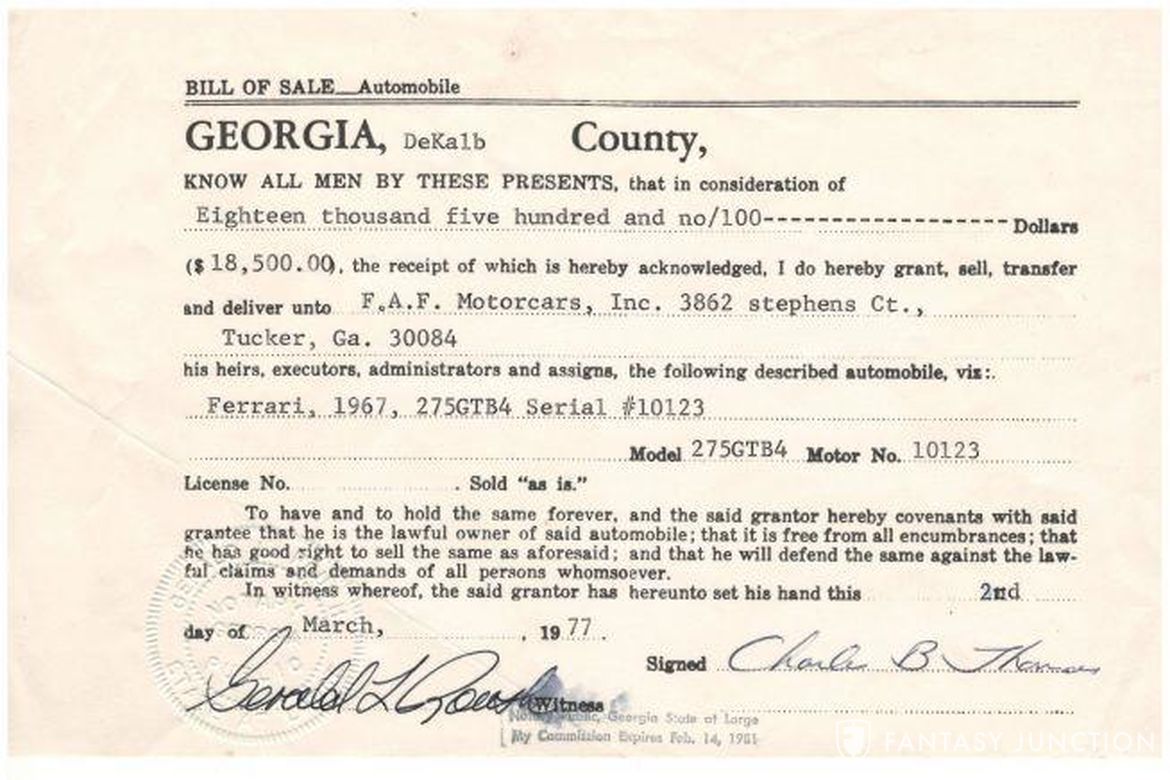 BILL OF SALE__Automobile
GEORGIA, DeKalb County,
KNOW ALL MEN BY THESE PRESENTS, that in consideration of
Eighteen thousand five hundred and no/100------------------ Dollars
($ 18,500.00), the receipt of which is hereby acknowledged, I do hereby grant, sell, transfer
and deliver unto F.A.F. Motorcars, Inc. 3862 stephens Ct.,
Tucker, Ga. 30084
his heirs, executors, administrators and assigns, the following described automobile, viz:.
Ferrari, 1967, 275GTB4 Serial #10123
Model 275GTB4 Motor No. 10123
License No. . Sold "as is."
To have and to hold the same forever, and the said grantor hereby covenants with said
grantee that he is the lawful owner of said automobile; that it is free from all encumbrances; that
he has good right to sell the same as aforesaid; and that he will defend the same against the law-
ful claims and demands of all persons whomsoever.
In witness whereof, the said grantor has hereunto set his hand this 2nd
day of March, , 19 77 .
Signed Charles B Thomas
Gerald L
Witness
Notary Public, Georgia State at Large
My Commission Expires Feb. 14, 1981
FANTASY JUNCTION